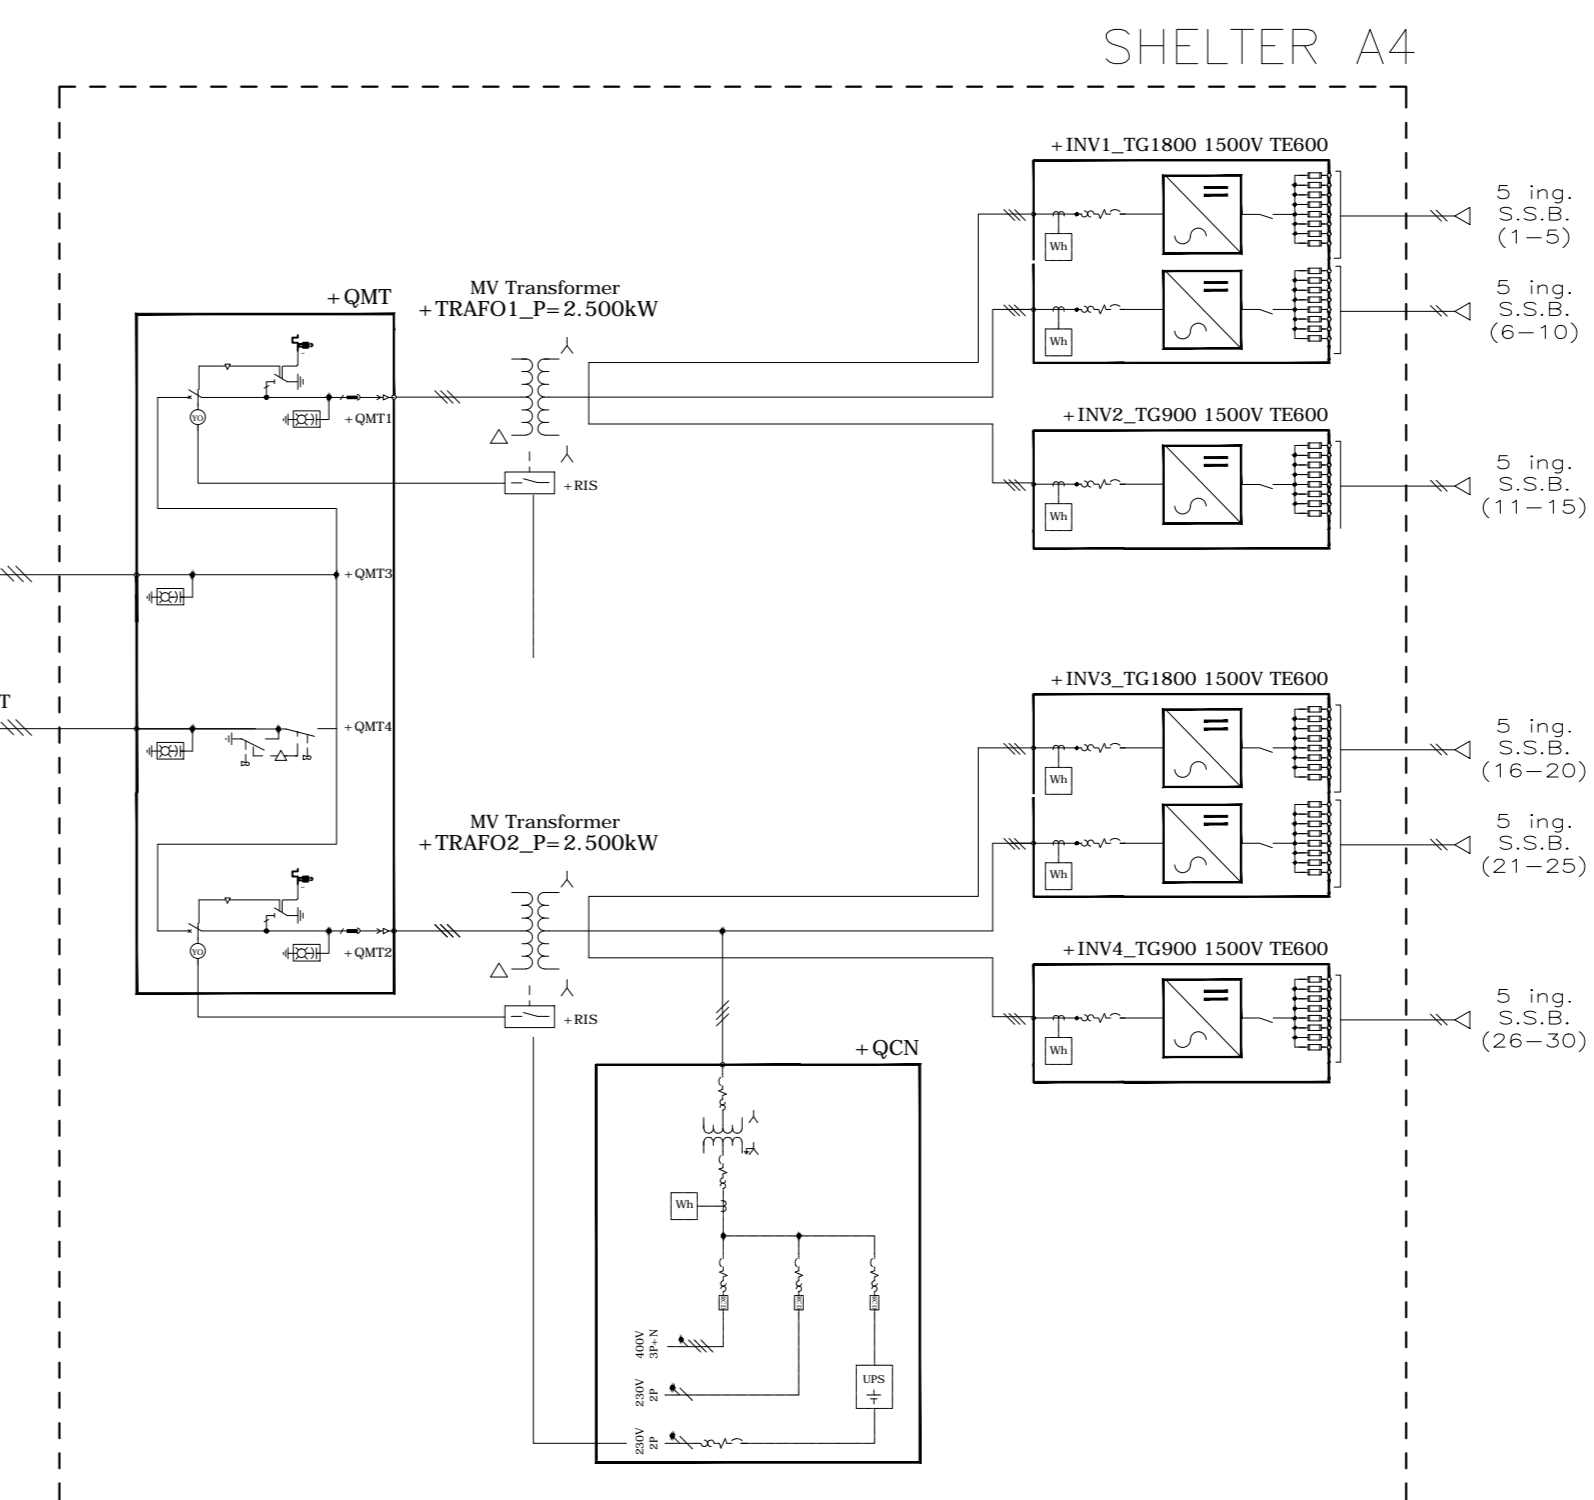 SHELTER A4
+INV1_TG1800 1500V TE600
Wh
5 ing.
S.S.B.
(1-5)
Wh
5 ing.
S.S.B.
(6-10)
+QMT
MV Transformer
+TRAFO1_P=2.500kW
YO
+QMT1
+RIS
+INV2_TG900 1500V TE600
Wh
5 ing.
S.S.B.
(11-15)
+QMT3
T
+QMT4
+INV3_TG1800 1500V TE600
Wh
5 ing.
S.S.B.
(16-20)
Wh
5 ing.
S.S.B.
(21-25)
MV Transformer
+TRAFO2_P=2.500kW
YO
+QMT2
+RIS
+INV4_TG900 1500V TE600
Wh
5 ing.
S.S.B.
(26-30)
+QCN
Wh
400V
3P+N
230V
2P
UPS
230V
2P